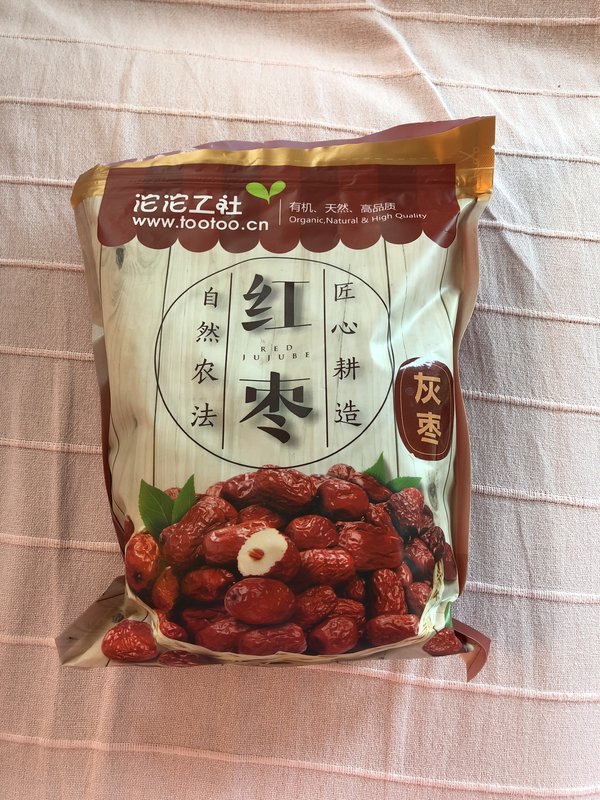 沱沱工社
www.tootoo.cn
有机、天然、高品质
Organic,Natural & High Quality
匠心耕造
红枣
RED
JUJUBE
自然农法
灰枣